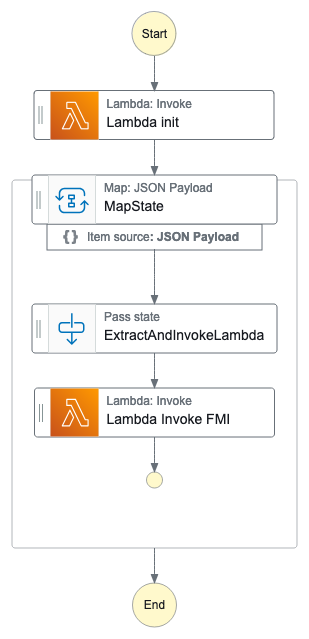 Start
Lambda: Invoke
Lambda init
Map: JSON Payload
MapState
{} Item source: JSON Payload
Pass state
ExtractAndInvokeLambda
Lambda: Invoke
Lambda Invoke FMI
End